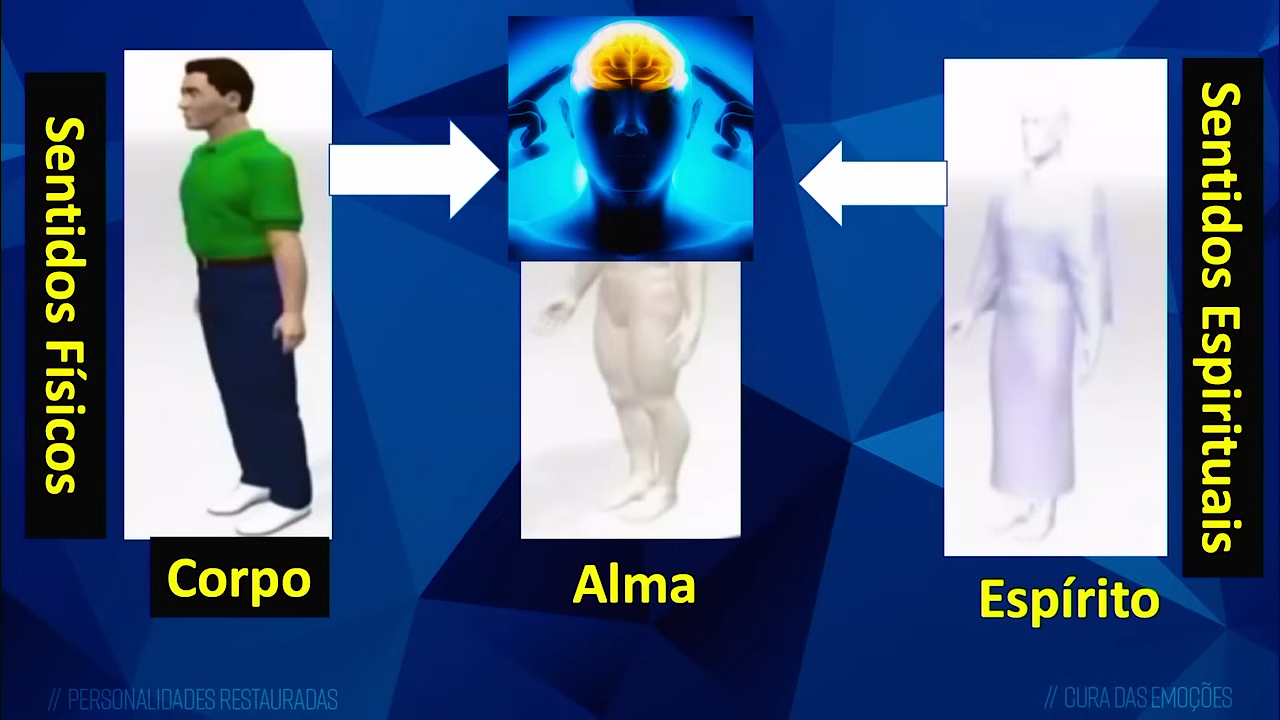 Sentidos Físicos
Corpo
Alma
Espírito
Sentidos Espirituais
// PERSONALIDADES RESTAURADAS
// CURA DAS EMOÇÕES